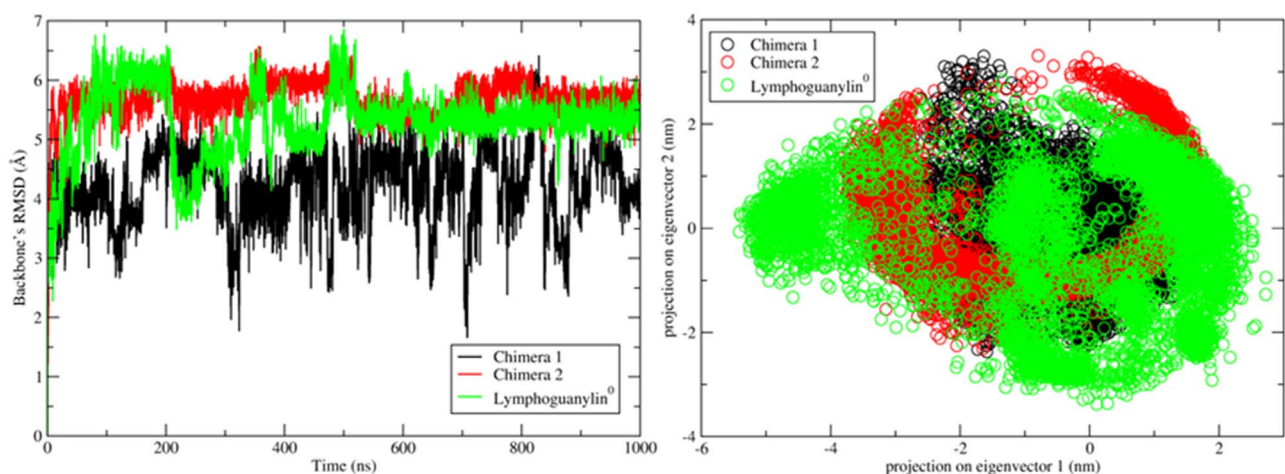 7
6
5
4
3
2
1
0
Backbone's RMSD (Å)
0
200
400
600
800
1000
Time (ns)
Chimera 1
Chimera 2
Lymphoguanylin⁰
4
2
0
-2
-4
projection on eigenvector 2 (nm)
-6
-4
-2
0
2
projection on eigenvector 1 (nm)
Chimera 1
Chimera 2
Lymphoguanylin⁰